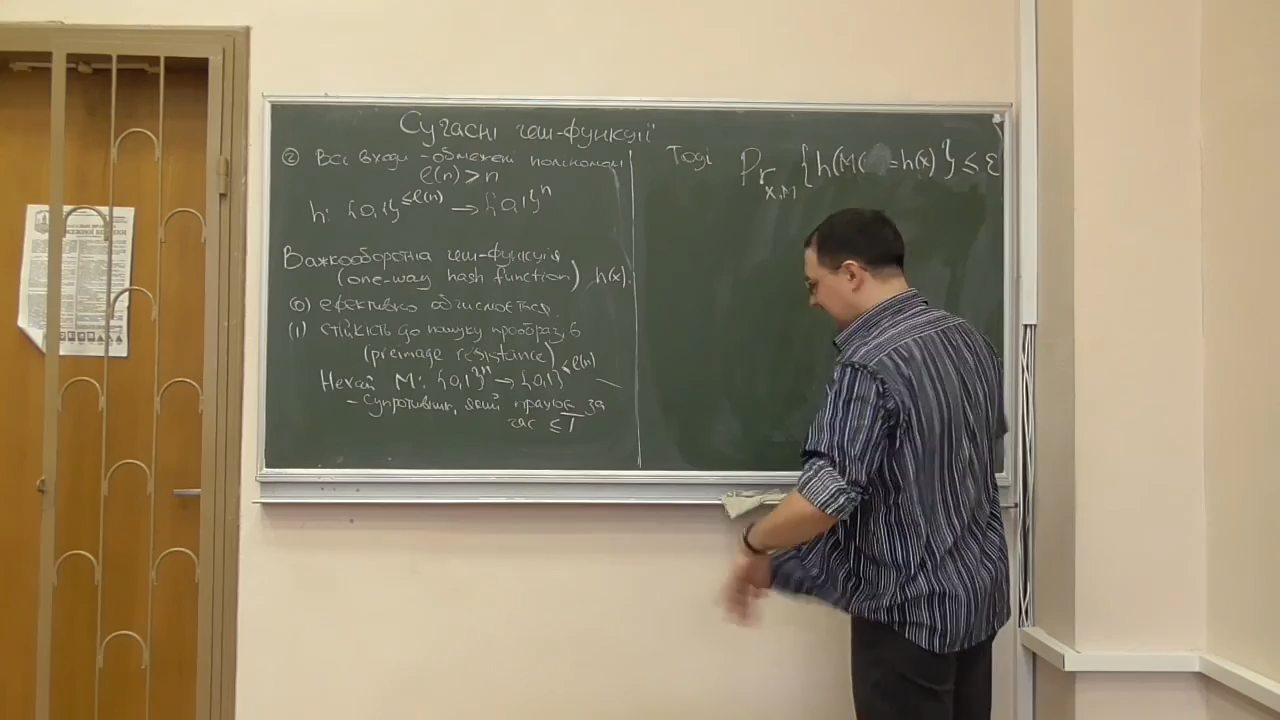 Сучасні геш-функції
② Всі входи - обмежені поліномом
ℓ(n) > n
h: {0,1}^{≤ℓ(n)} → {0,1}^n
Важкооборотна геш-функція
(one-way hash function) h(x).
(0) ефективно обчислюється.
(1) стійкість до пошуку прообразів
(preimage resistance)
Нехай M: {0,1}^n → {0,1}^{≤ℓ(n)} —
- Супротивник, який працює за
час ≤ T
Тоді Pr_{x,M} {h(M( = h(x)} ≤ ε